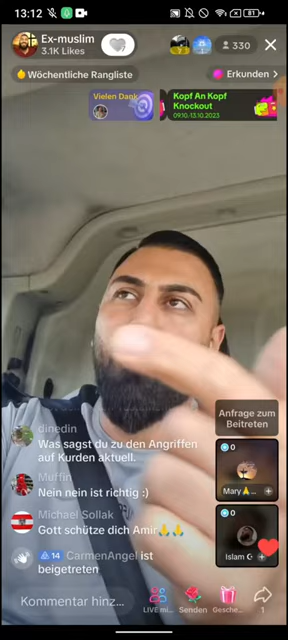 13:12
81
Ex-muslim
3.1K Likes
330
Wöchentliche Rangliste
Erkunden >
Vielen Dank
Kopf An Kopf
Knockout
09.10.-13.10.2023
Anfrage zum
Beitreten
0
Mary
0
Islam
dinedin
Was sagst du zu den Angriffen
auf Kurden aktuell.
Muffin
Nein nein ist richtig :)
Michael Sollak
Gott schütze dich Amir🙏🙏
14 CarmenAngel ist
beigetreten
Kommentar hinz...
LIVE mi...
Senden
Gesche...
1